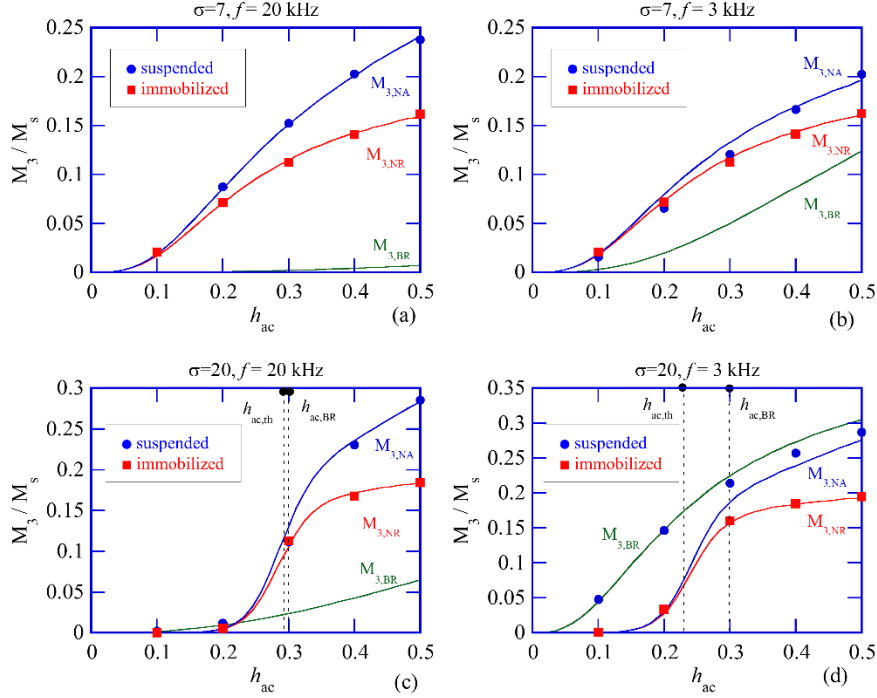 σ=7, f = 20 kHz
0.25
0.2
0.15
0.1
0.05
0
M3 / Ms
suspended
immobilized
M3,NA
M3,NR
M3,BR
0 0.1 0.2 0.3 0.4 0.5
hac
(a)
σ=7, f = 3 kHz
0.25
0.2
0.15
0.1
0.05
0
M3 / Ms
suspended
immobilized
M3,NA
M3,NR
M3,BR
0 0.1 0.2 0.3 0.4 0.5
hac
(b)
σ=20, f = 20 kHz
0.3
0.25
0.2
0.15
0.1
0.05
0
M3 / Ms
hac,th
hac,BR
suspended
immobilized
M3,NA
M3,NR
M3,BR
0 0.1 0.2 0.3 0.4 0.5
hac
(c)
σ=20, f = 3 kHz
0.35
0.3
0.25
0.2
0.15
0.1
0.05
0
M3 / Ms
hac,th
hac,BR
suspended
immobilized
M3,NA
M3,BR
M3,NR
0 0.1 0.2 0.3 0.4 0.5
hac
(d)